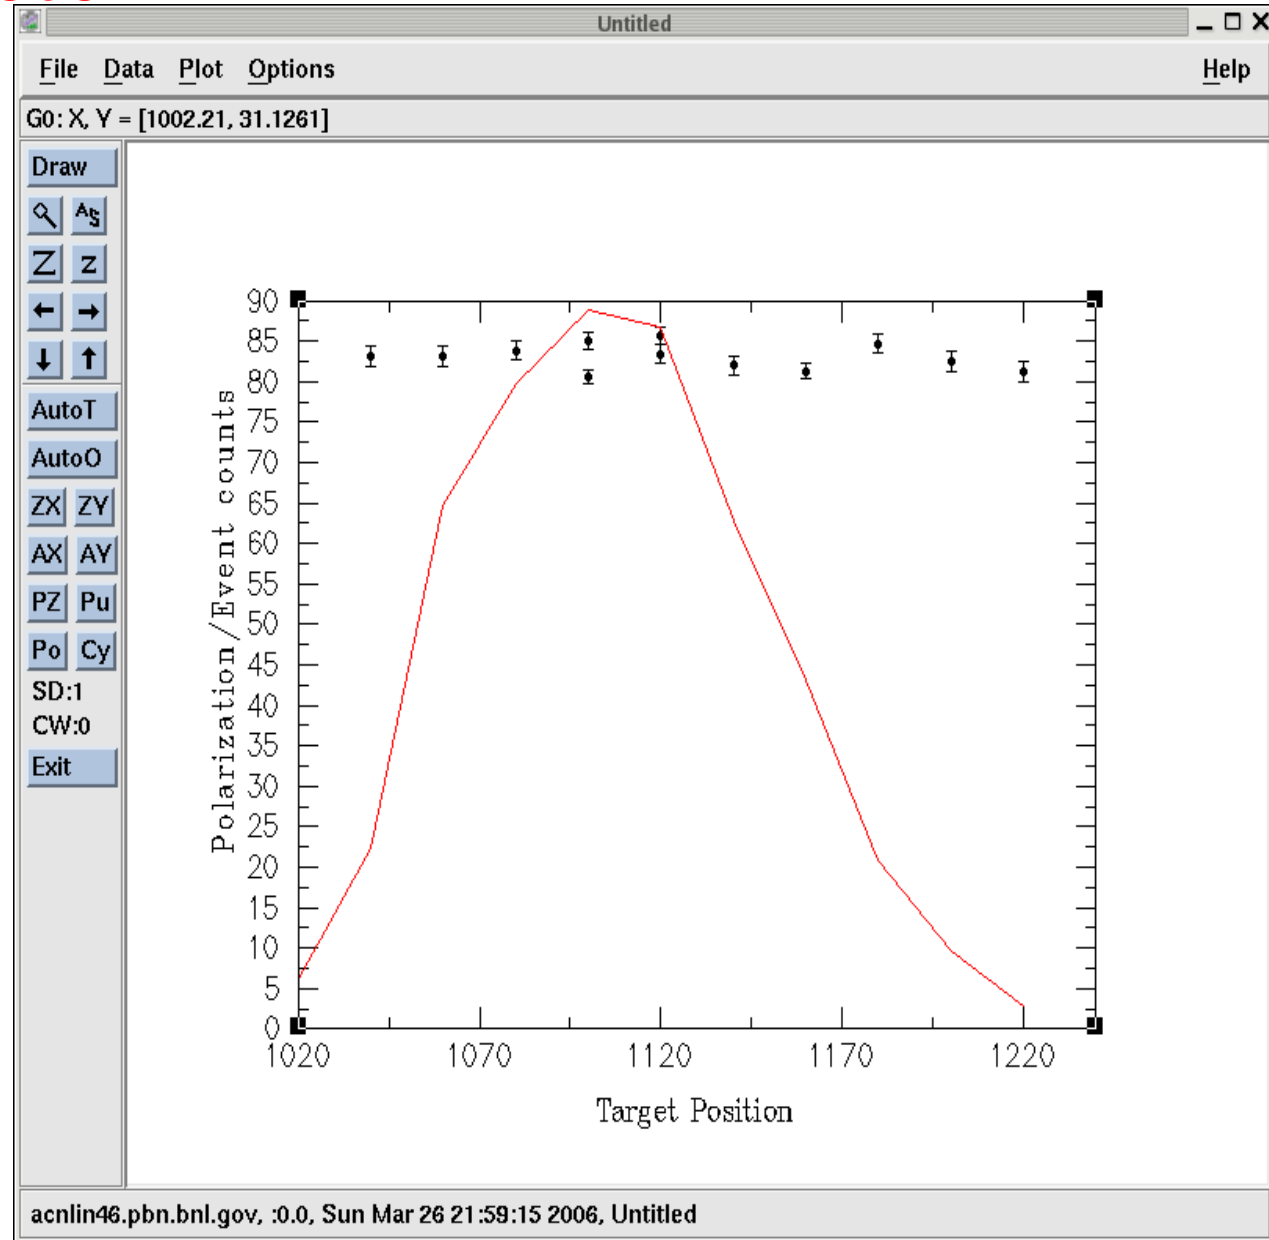 Untitled
File Data Plot Options Help
G0: X, Y = [1002.21, 31.1261]
Draw
A S
Z z
AutoT
AutoO
ZX ZY
AX AY
PZ Pu
Po Cy
SD:1
CW:0
Exit
90
85
80
75
70
65
60
55
50
45
40
35
30
25
20
15
10
5
0
Polarization/Event counts
1020 1070 1120 1170 1220
Target Position
acnlin46.pbn.bnl.gov, :0.0, Sun Mar 26 21:59:15 2006, Untitled